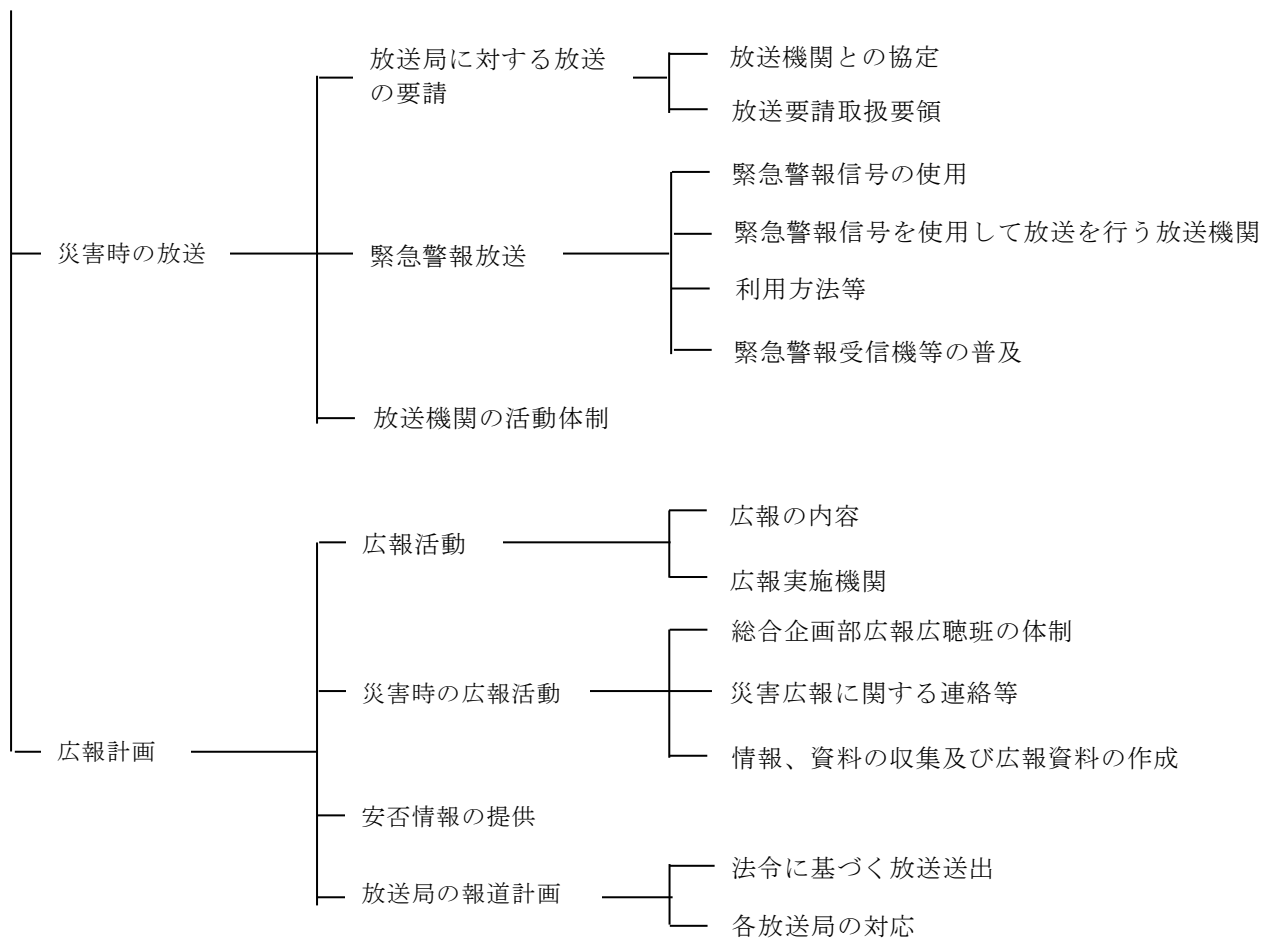 災害時の放送
放送局に対する放送
の要請
放送機関との協定
放送要請取扱要領
緊急警報放送
緊急警報信号の使用
緊急警報信号を使用して放送を行う放送機関
利用方法等
緊急警報受信機等の普及
放送機関の活動体制
広報計画
広報活動
広報の内容
広報実施機関
災害時の広報活動
総合企画部広報広聴班の体制
災害広報に関する連絡等
情報、資料の収集及び広報資料の作成
安否情報の提供
放送局の報道計画
法令に基づく放送送出
各放送局の対応